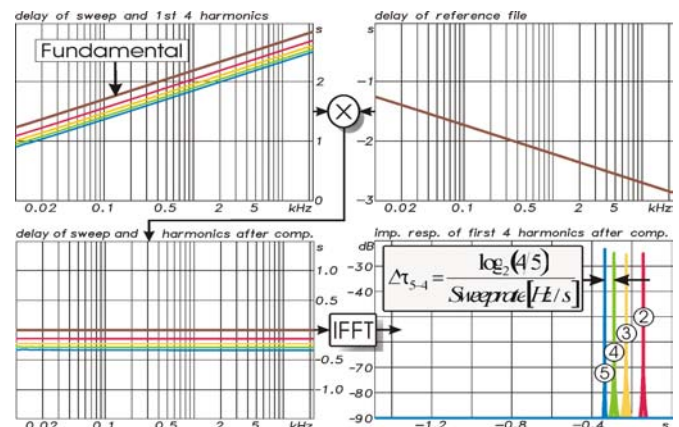 delay of sweep and 1st 4 harmonics
s
Fundamental
2
1
0
0.02 0.1 0.5 2 5 kHz
delay of reference file
s
-1
-2
-3
0.02 0.1 0.5 2 5 kHz
×
delay of sweep and harmonics after comp.
s
1.0
0.5
-0.5
-1.0
0.02 0.1 0.5 2 5 kHz
IFFT
imp. resp. of first 4 harmonics after comp.
dB
-30
-50
-70
-80
-90
Δτ5-4 = log2(4/5) / Sweeprate[Hz/s]
2
3
4
5
-1.2 -0.8 -0.4 s